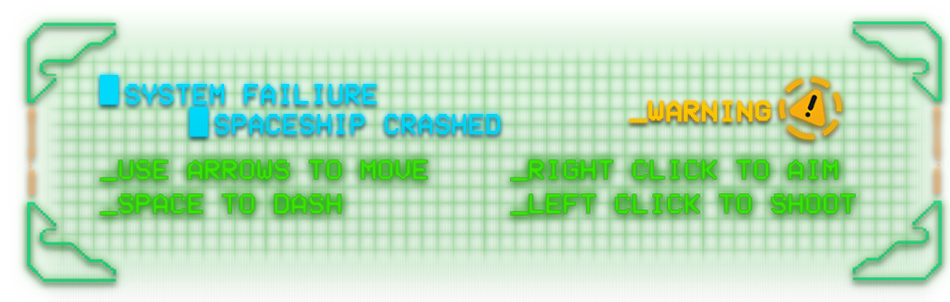 SYSTEM FAILIURE
SPACESHIP CRASHED
_WARNING !
_USE ARROWS TO MOVE
_SPACE TO DASH
_RIGHT CLICK TO AIM
_LEFT CLICK TO SHOOT